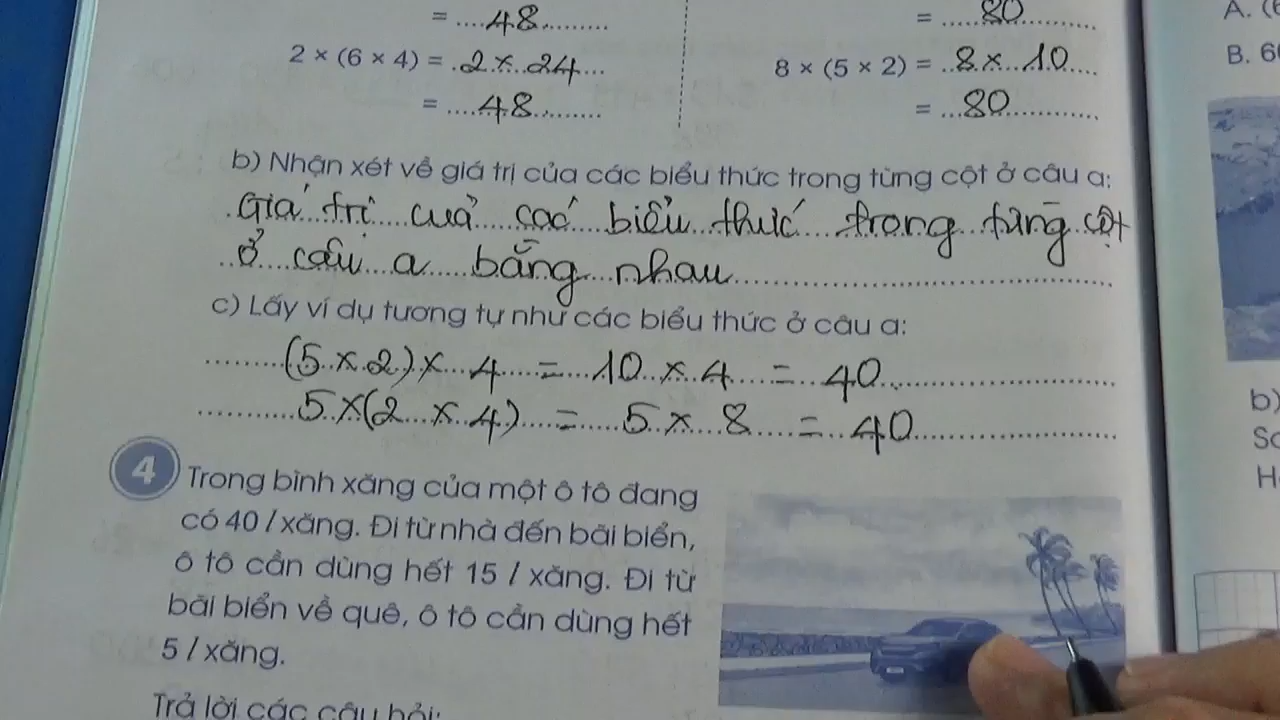 = 48
= 80
2 × (6 × 4) = 2 × 24
8 × (5 × 2) = 8 × 10
= 48
= 80
b) Nhận xét về giá trị của các biểu thức trong từng cột ở câu a:
Giá trị của các biểu thức trong từng cột
ở câu a bằng nhau
c) Lấy ví dụ tương tự như các biểu thức ở câu a:
(5 × 2) × 4 = 10 × 4 = 40
5 × (2 × 4) = 5 × 8 = 40
4 Trong bình xăng của một ô tô đang
có 40 l xăng. Đi từ nhà đến bãi biển,
ô tô cần dùng hết 15 l xăng. Đi từ
bãi biển về quê, ô tô cần dùng hết
5 l xăng.
Trả lời các câu hỏi:
A.
B. 6
b)